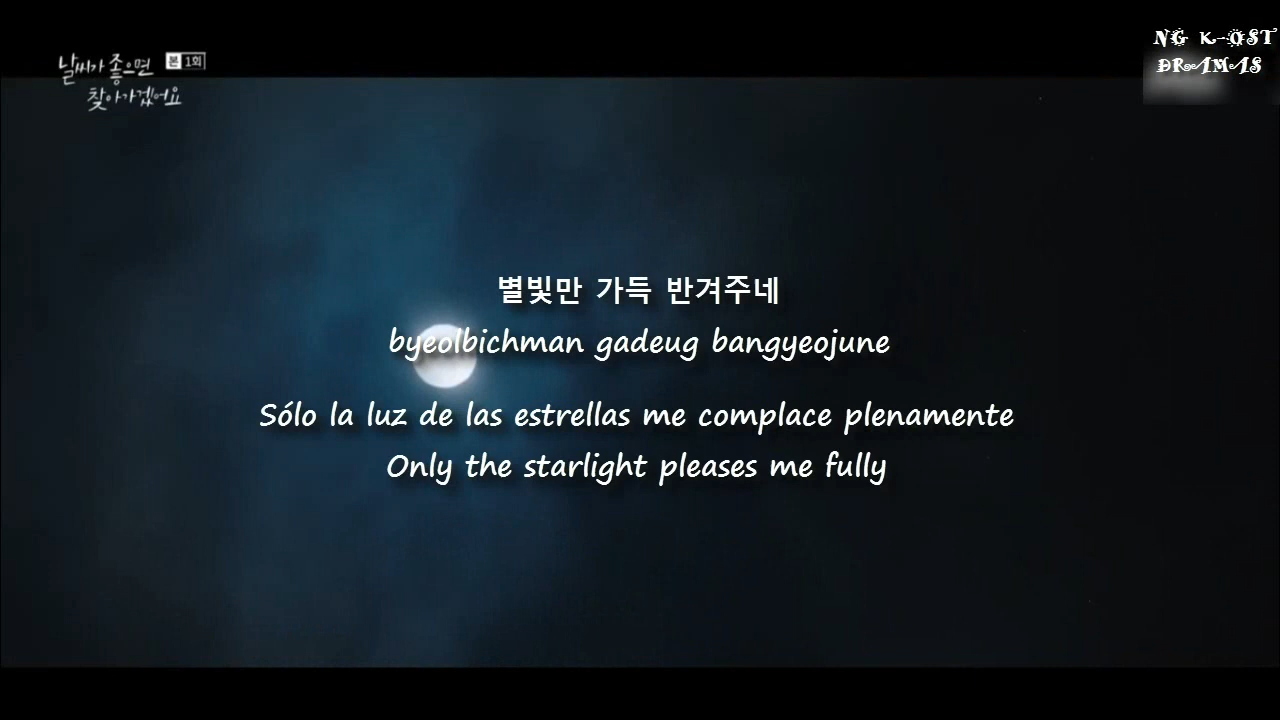 날씨가 좋으면 본 1회
찾아가겠어요
NG K-OST
DRAMAS
별빛만 가득 반겨주네
byeolbichman gadeug bangyeojune
Sólo la luz de las estrellas me complace plenamente
Only the starlight pleases me fully